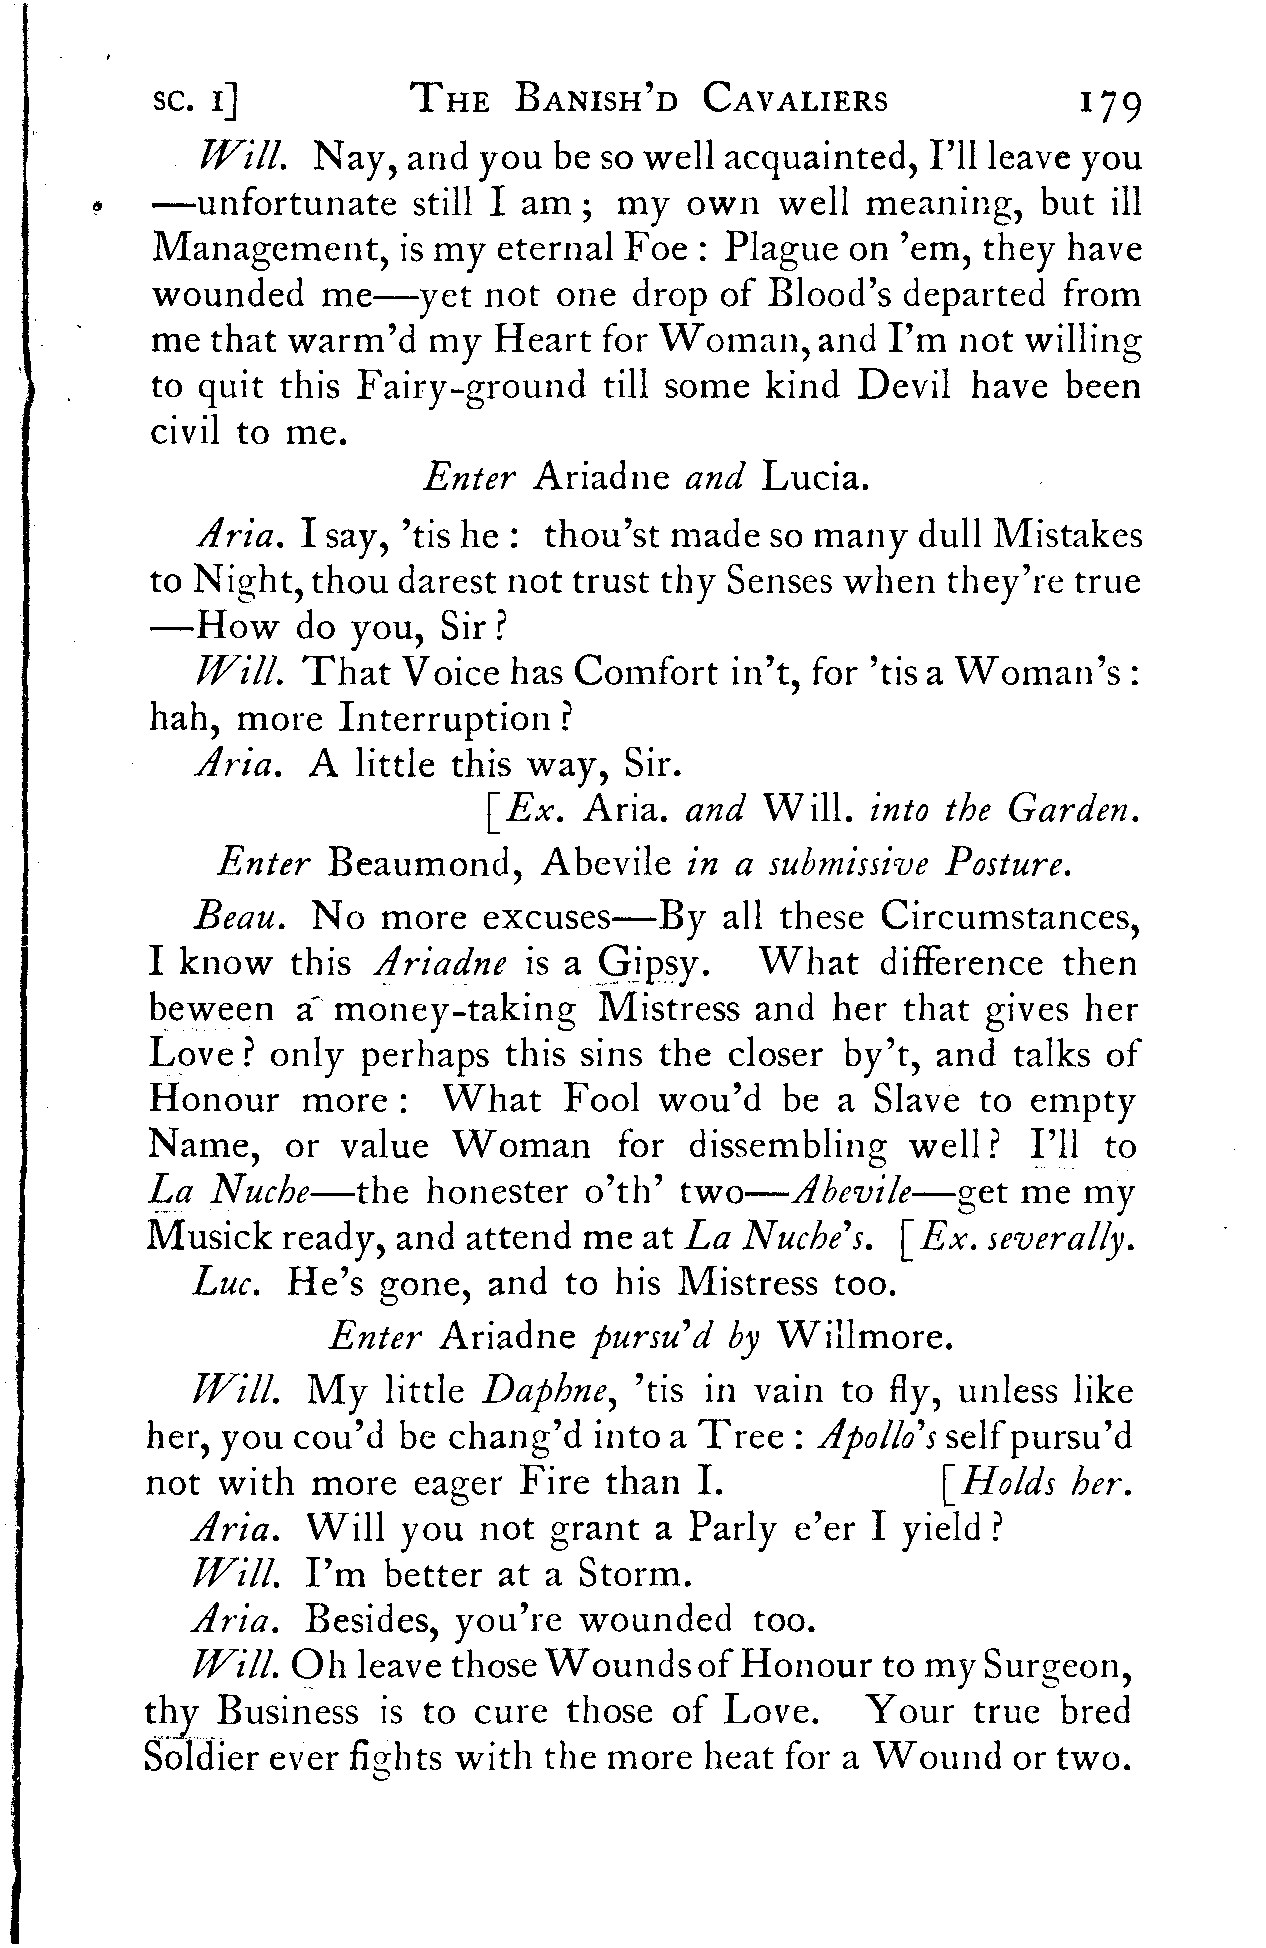 SC. I] THE BANISH'D CAVALIERS 179
Will. Nay, and you be so well acquainted, I'll leave you
—unfortunate still I am; my own well meaning, but ill
Management, is my eternal Foe: Plague on 'em, they have
wounded me—yet not one drop of Blood's departed from
me that warm'd my Heart for Woman, and I'm not willing
to quit this Fairy-ground till some kind Devil have been
civil to me.
Enter Ariadne and Lucia.
Aria. I say, 'tis he: thou'st made so many dull Mistakes
to Night, thou darest not trust thy Senses when they're true
—How do you, Sir?
Will. That Voice has Comfort in't, for 'tis a Woman's:
hah, more Interruption?
Aria. A little this way, Sir.
[Ex. Aria. and Will. into the Garden.
Enter Beaumond, Abevile in a submissive Posture.
Beau. No more excuses—By all these Circumstances,
I know this Ariadne is a Gipsy. What difference then
beween a money-taking Mistress and her that gives her
Love? only perhaps this sins the closer by't, and talks of
Honour more: What Fool wou'd be a Slave to empty
Name, or value Woman for dissembling well? I'll to
La Nuche—the honester o'th' two—Abevile—get me my
Musick ready, and attend me at La Nuche's. [Ex. severally.
Luc. He's gone, and to his Mistress too.
Enter Ariadne pursu'd by Willmore.
Will. My little Daphne, 'tis in vain to fly, unless like
her, you cou'd be chang'd into a Tree: Apollo's self pursu'd
not with more eager Fire than I. [Holds her.
Aria. Will you not grant a Parly e'er I yield?
Will. I'm better at a Storm.
Aria. Besides, you're wounded too.
Will. Oh leave those Wounds of Honour to my Surgeon,
thy Business is to cure those of Love. Your true bred
Soldier ever fights with the more heat for a Wound or two.